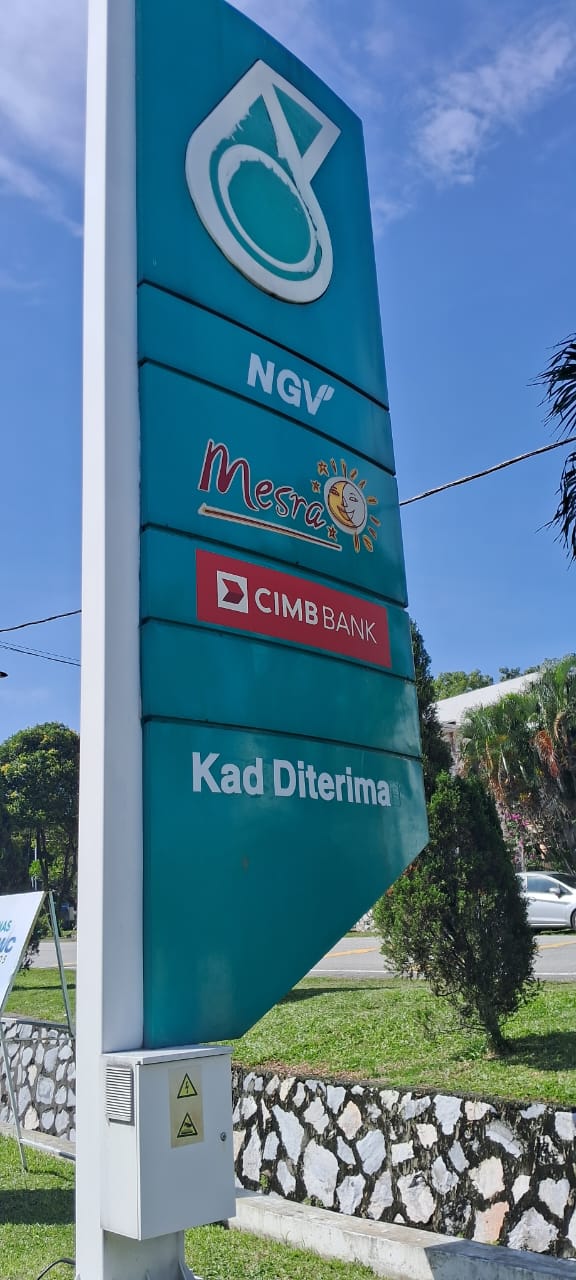 NGV
Mesra
CIMB BANK
Kad Diterima